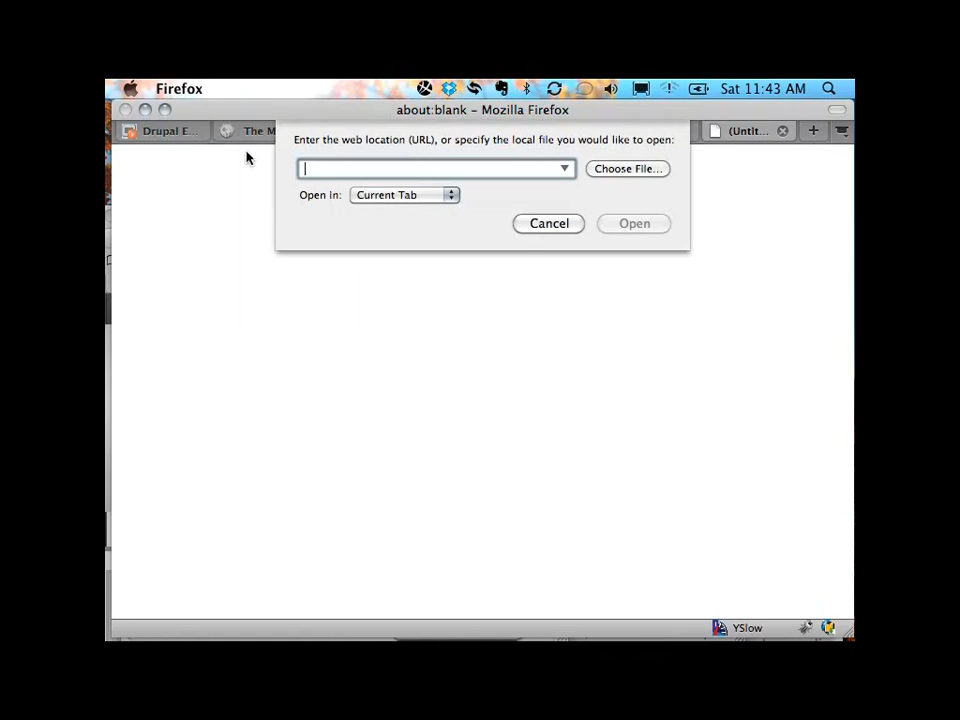 Firefox
Sat 11:43 AM
about:blank – Mozilla Firefox
Drupal E...
The M
(Untit...
Enter the web location (URL), or specify the local file you would like to open:
Choose File...
Open in: Current Tab
Cancel
Open
YSlow